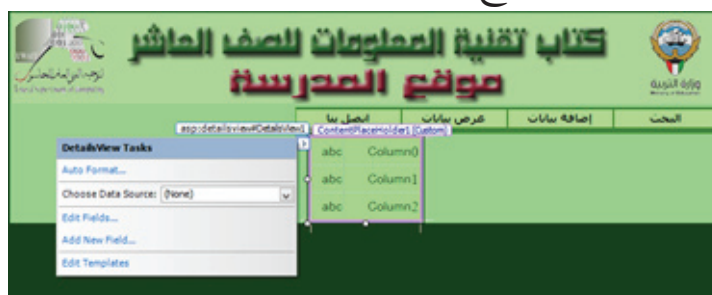 كتاب تقنية المعلومات للصف العاشر
موقع المدرسة
وزارة التربية
البحث
إضافة بيانات
عرض بيانات
اتصل بنا
asp:detailsview#DetailsView1
ContentPlaceHolder1 (Custom)
DetailsView Tasks
Auto Format...
Choose Data Source: (None)
Edit Fields...
Add New Field...
Edit Templates
abc Column0
abc Column1
abc Column2